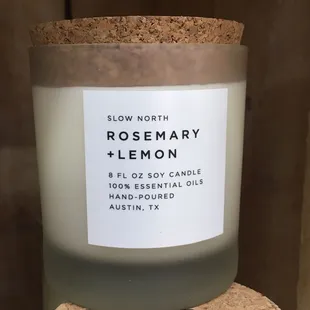 SLOW NORTH
ROSEMARY
+LEMON
8 FL OZ SOY CANDLE
100% ESSENTIAL OILS
HAND-POURED
AUSTIN, TX